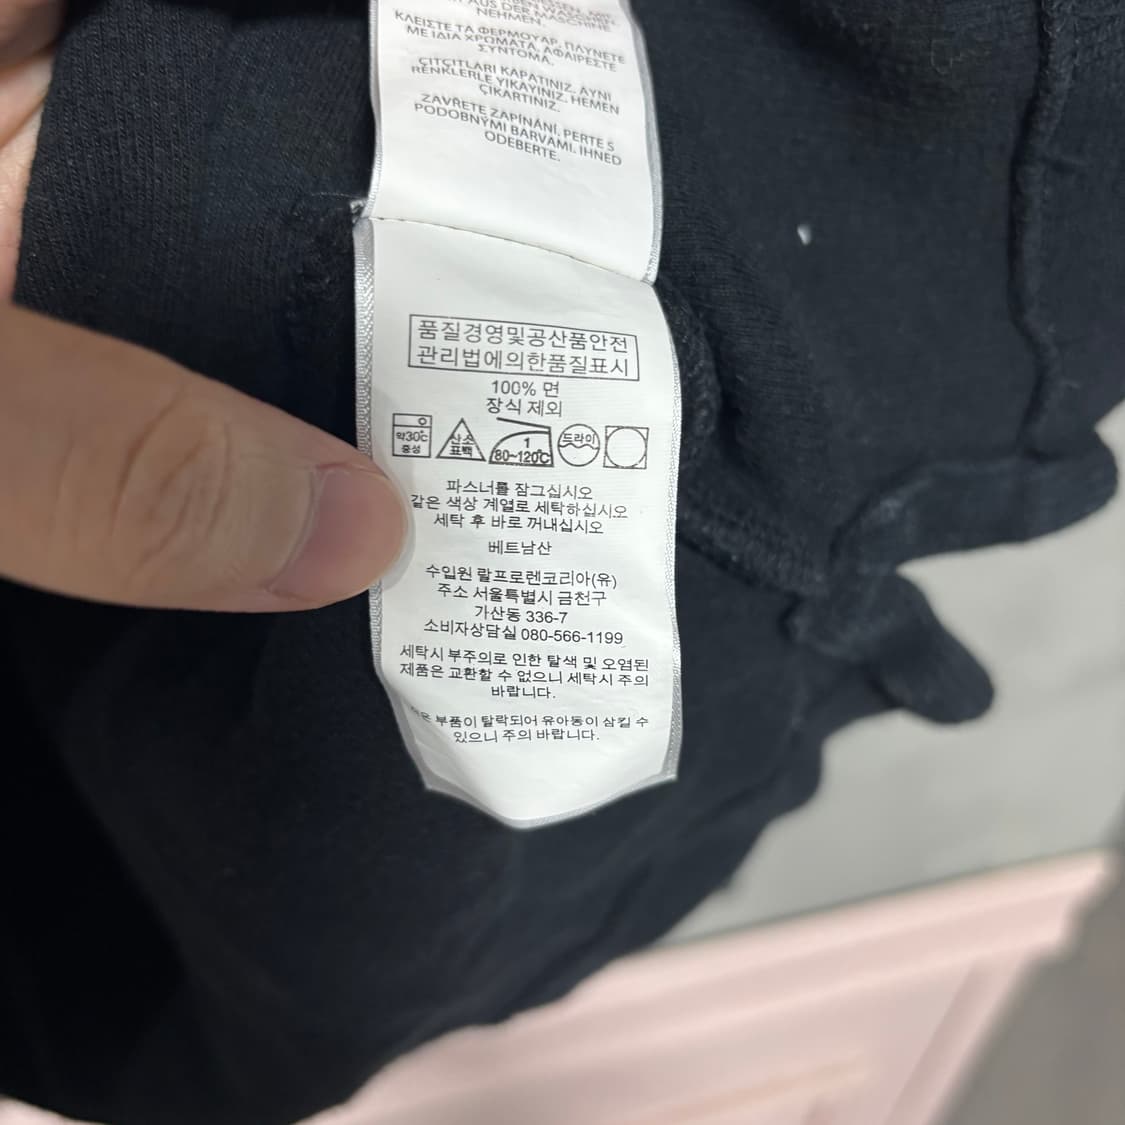 AUS DER MASCHINE
NEHMEN.
ΚΛΕΙΣΤΕ ΤΑ ΦΕΡΜΟΥΑΡ. ΠΛΥΝΕΤΕ
ΜΕ ΙΔΙΑ ΧΡΩΜΑΤΑ. ΑΦΑΙΡΕΣΤΕ
ΣΥΝΤΟΜΑ.
ÇITÇITLARI KAPATINIZ. AYNI
RENKLERLE YIKAYINIZ. HEMEN
ÇIKARTINIZ.
ZAVŘETE ZAPÍNÁNÍ. PERTE S
PODOBNÝMI BARVAMI. IHNED
ODEBERTE.
품질경영및공산품안전
관리법에의한품질표시
100% 면
장식 제외
약30℃
중성
산소
표백
1
80~120℃
드라이
파스너를 잠그십시오
같은 색상 계열로 세탁하십시오
세탁 후 바로 꺼내십시오
베트남산
수입원 랄프로렌코리아(유)
주소 서울특별시 금천구
가산동 336-7
소비자상담실 080-566-1199
세탁시 부주의로 인한 탈색 및 오염된
제품은 교환할 수 없으니 세탁시 주의
바랍니다.
부품이 탈락되어 유아동이 삼킬 수
있으니 주의 바랍니다.